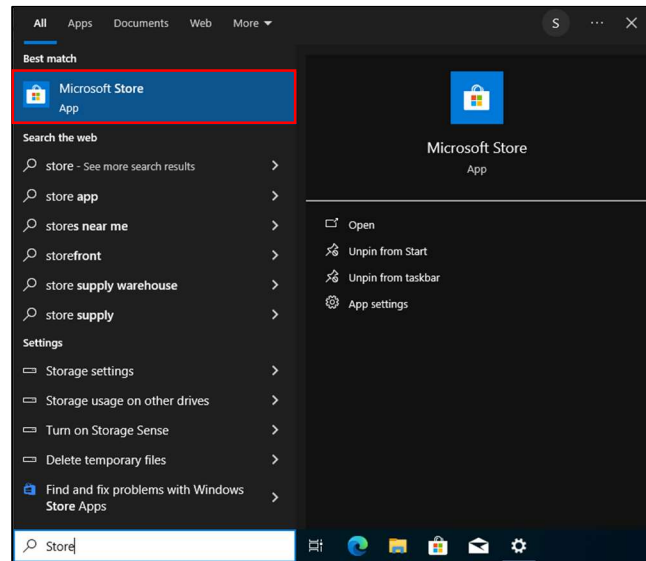 All Apps Documents Web More
S
Best match
Microsoft Store
App
Search the web
store - See more search results
store app
stores near me
storefront
store supply warehouse
store supply
Settings
Storage settings
Storage usage on other drives
Turn on Storage Sense
Delete temporary files
Find and fix problems with Windows
Store Apps
Store
Microsoft Store
App
Open
Unpin from Start
Unpin from taskbar
App settings